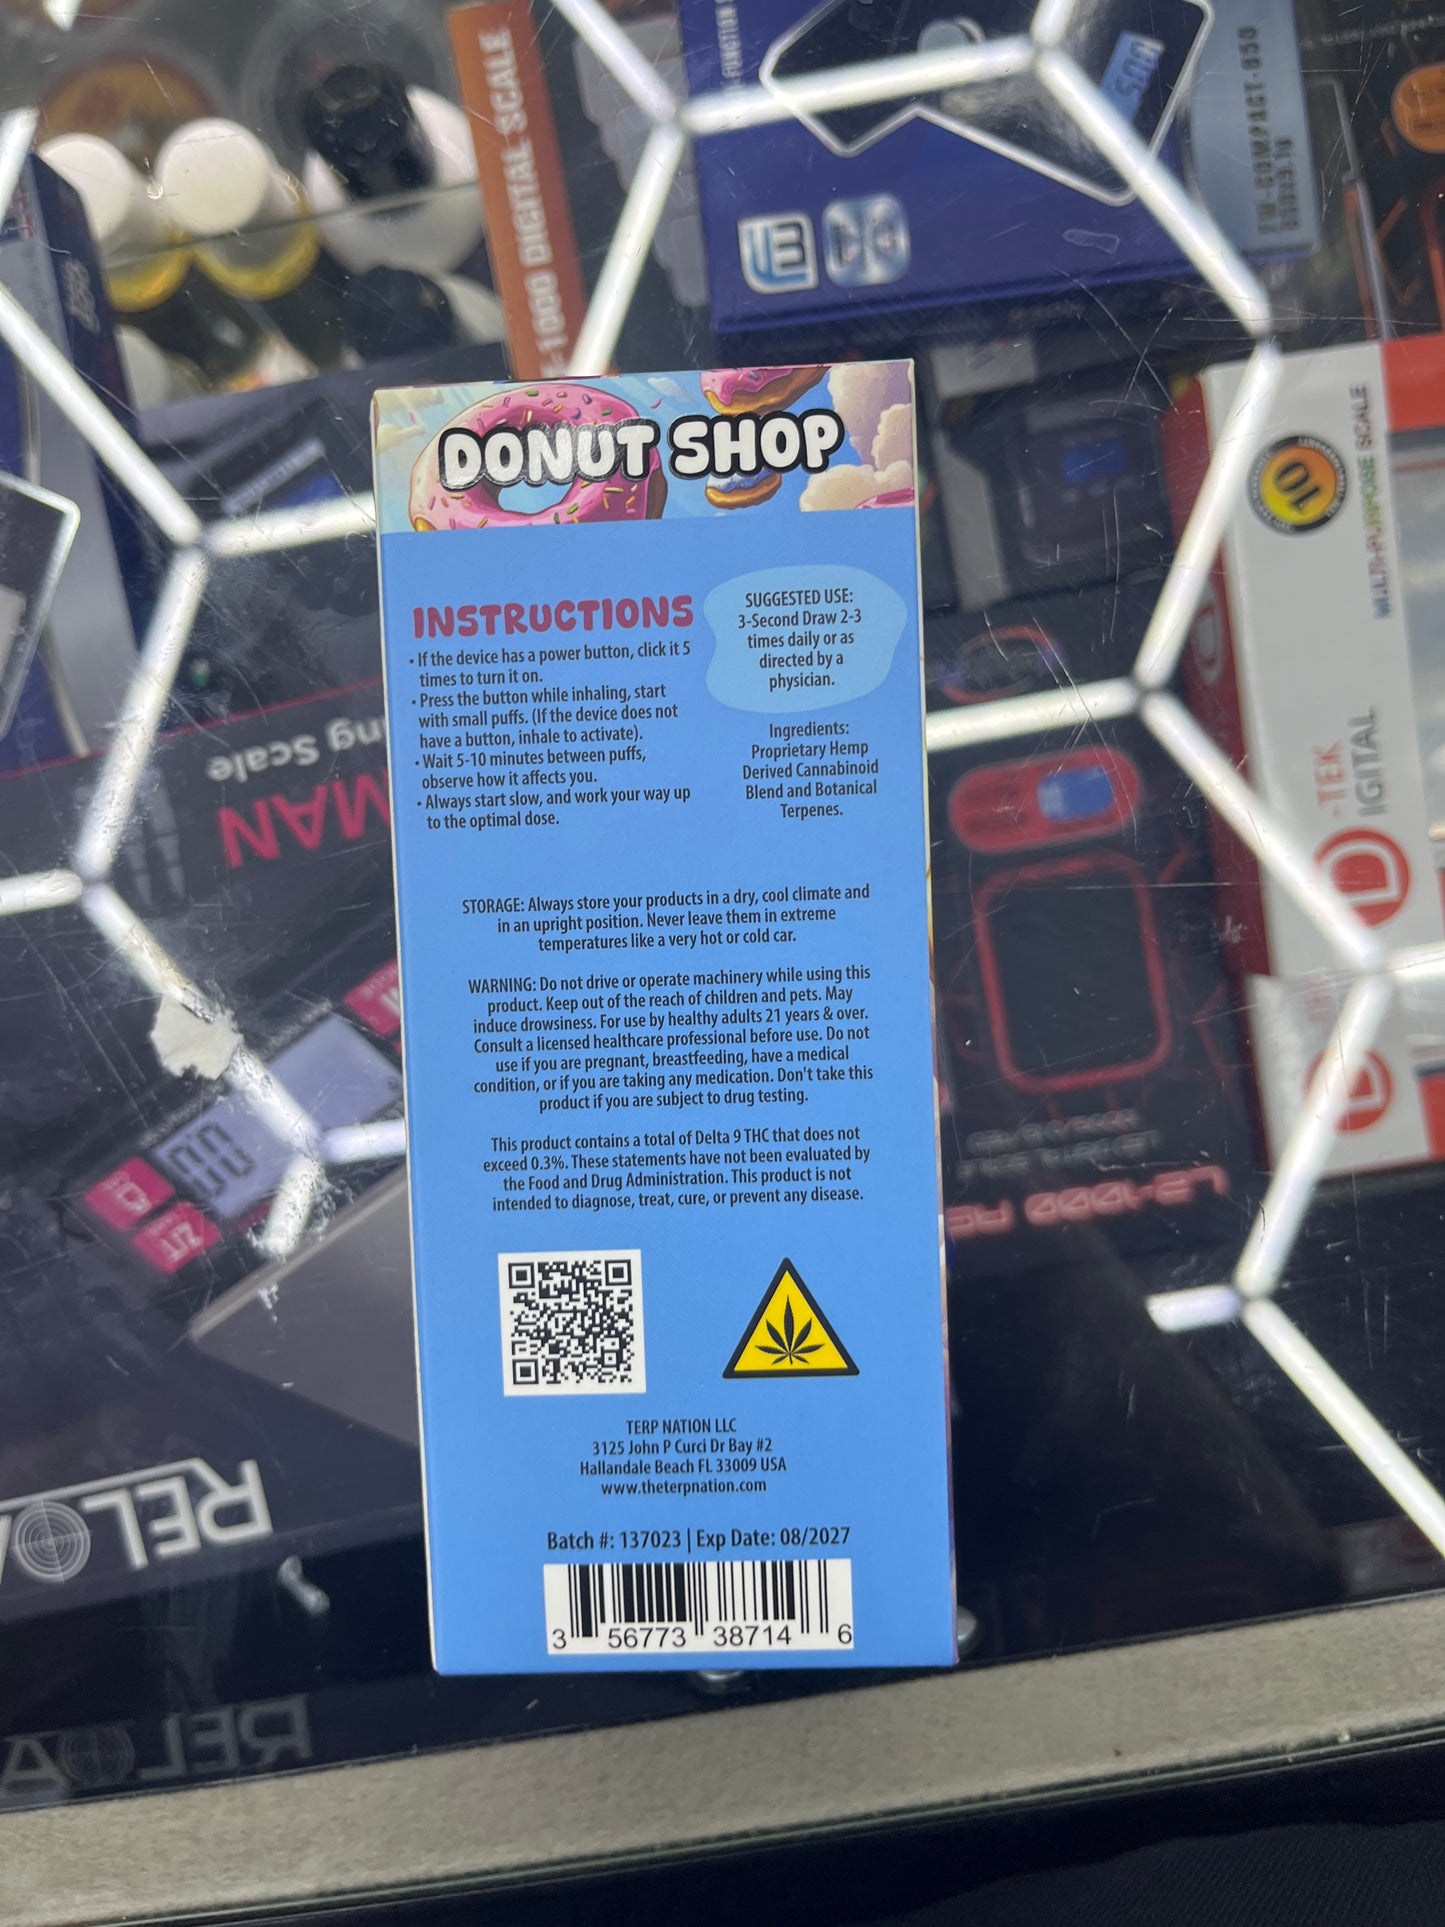 -1000 DIGITAL SCALE
DONUT SHOP
INSTRUCTIONS
• If the device has a power button, click it 5
times to turn it on.
• Press the button while inhaling, start
with small puffs. (If the device does not
have a button, inhale to activate).
• Wait 5-10 minutes between puffs,
observe how it affects you.
• Always start slow, and work your way up
to the optimal dose.
SUGGESTED USE:
3-Second Draw 2-3
times daily or as
directed by a
physician.
Ingredients:
Proprietary Hemp
Derived Cannabinoid
Blend and Botanical
Terpenes.
STORAGE: Always store your products in a dry, cool climate and
in an upright position. Never leave them in extreme
temperatures like a very hot or cold car.
WARNING: Do not drive or operate machinery while using this
product. Keep out of the reach of children and pets. May
induce drowsiness. For use by healthy adults 21 years & over.
Consult a licensed healthcare professional before use. Do not
use if you are pregnant, breastfeeding, have a medical
condition, or if you are taking any medication. Don't take this
product if you are subject to drug testing.
This product contains a total of Delta 9 THC that does not
exceed 0.3%. These statements have not been evaluated by
the Food and Drug Administration. This product is not
intended to diagnose, treat, cure, or prevent any disease.
TERP NATION LLC
3125 John P Curci Dr Bay #2
Hallandale Beach FL 33009 USA
www.theterpnation.com
Batch #: 137023 | Exp Date: 08/2027
3 56773 38714 6
MULTI-PURPOSE SCALE
10
-TEK
IGITAL
ng Scale
MAN
RELOA
RELOA